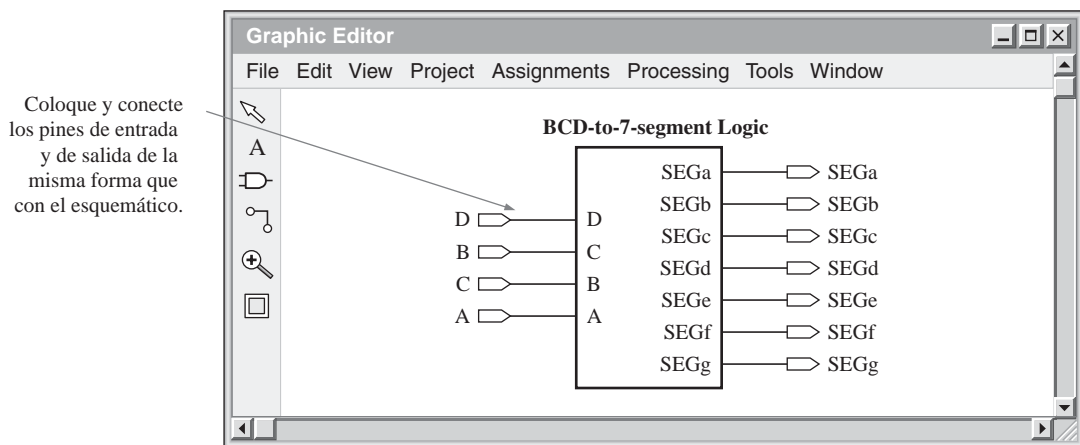 Graphic Editor
File Edit View Project Assignments Processing Tools Window
Coloque y conecte
los pines de entrada
y de salida de la
misma forma que
con el esquemático.
A
BCD-to-7-segment Logic
SEGa SEGa
SEGb SEGb
D D
SEGc SEGc
B C
SEGd SEGd
C B
SEGe SEGe
A A
SEGf SEGf
SEGg SEGg